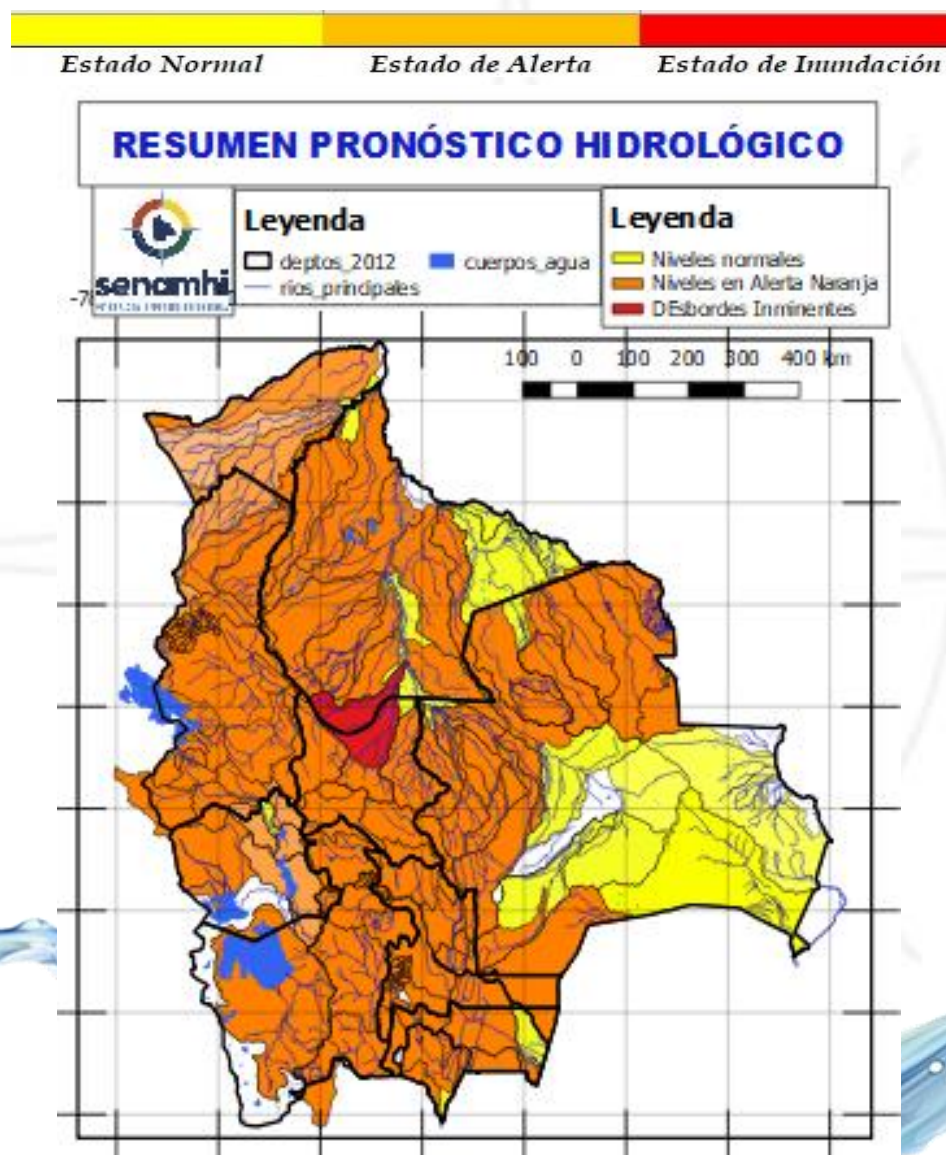 Estado Normal
Estado de Alerta
Estado de Inundación
RESUMEN PRONÓSTICO HIDROLÓGICO
senamhi
Leyenda
deptos_2012
cuerpos_agua
rios_principales
Leyenda
Niveles normales
Niveles en Alerta Naranja
DEsbordes Inminentes
100 0 100 200 300 400 km